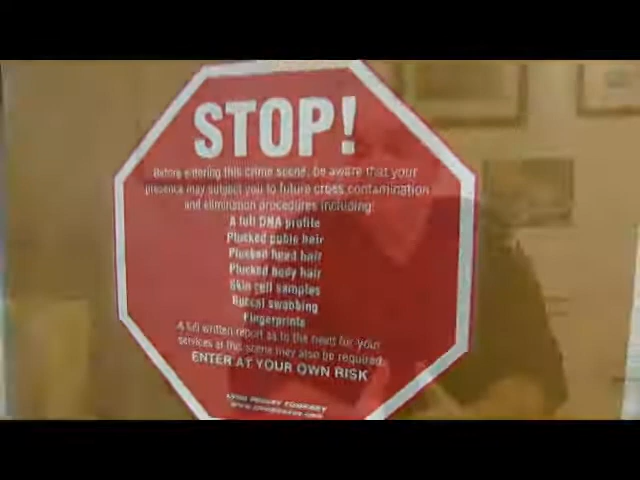 STOP!
Before entering this crime scene, be aware that your
presence may subject you to future cross contamination
and elimination procedures including:
A full DNA profile
Plucked pubic hair
Plucked head hair
Plucked body hair
Skin cell samples
Buccal swabbing
Fingerprints
A full written report as to the need for your
services at this scene may also be required.
ENTER AT YOUR OWN RISK